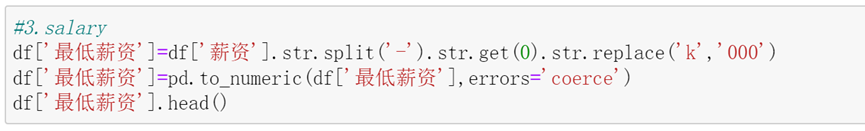 #3.salary
df['最低薪资']=df['薪资'].str.split('-').str.get(0).str.replace('k','000')
df['最低薪资']=pd.to_numeric(df['最低薪资'],errors='coerce')
df['最低薪资'].head()